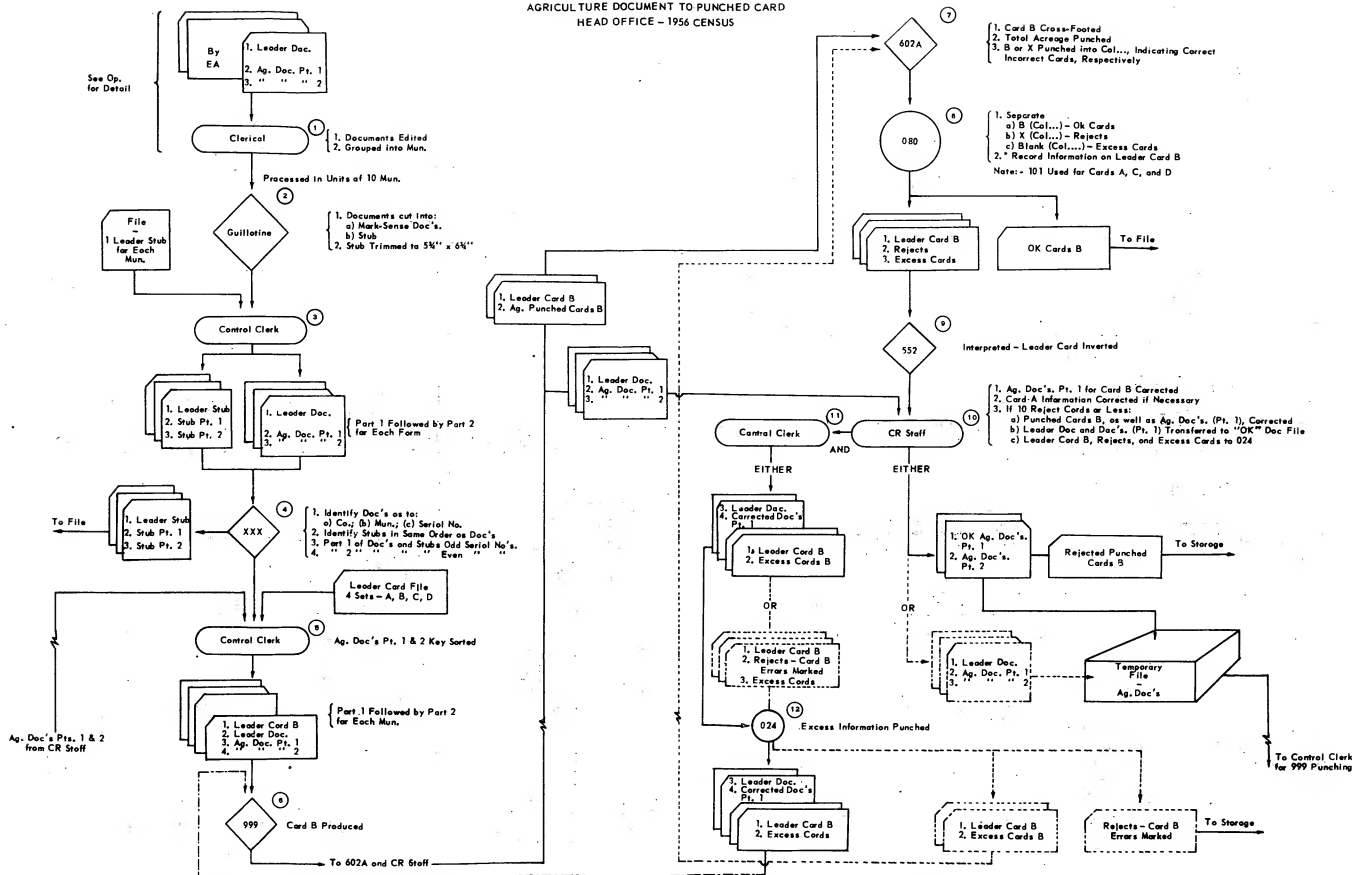 AGRICULTURE DOCUMENT TO PUNCHED CARD
HEAD OFFICE – 1956 CENSUS
See Op.
for Detail
By
EA
1. Leader Doc.
2. Ag. Doc. Pt. 1
3. " " " 2
Clerical
1
1. Documents Edited
2. Grouped into Mun.
Processed in Units of 10 Mun.
2
Guillotine
1. Documents cut Into:
a) Mark-Sense Doc's.
b) Stub
2. Stub Trimmed to 5¾" x 6¾"
File
–
1 Leader Stub
for Each
Mun.
Control Clerk
3
1. Leader Stub
2. Stub Pt. 1
3. Stub Pt. 2
1. Leader Doc.
2. Ag. Doc. Pt. 1
3. " " " 2
Part 1 Followed by Part 2
for Each Form
To File
1. Leader Stub
2. Stub Pt. 1
3. Stub Pt. 2
XXX
4
1. Identify Doc's as to:
a) Co.; (b) Mun.; (c) Serial No.
2. Identify Stubs in Same Order as Doc's
3. Part 1 of Doc's and Stubs Odd Serial No's.
4. " 2 " " " " Even " "
Leader Card File
4 Sets – A, B, C, D
Control Clerk
5
Ag. Doc's Pt. 1 & 2 Key Sorted
1. Leader Card B
2. Leader Doc.
3. Ag. Doc. Pt. 1
4. " " " 2
Part 1 Followed by Part 2
for Each Mun.
Ag. Doc's Pts. 1 & 2
from CR Staff
6
999
Card B Produced
To 602A and CR Staff
1. Leader Card B
2. Ag. Punched Cards B
1. Leader Doc.
2. Ag. Doc. Pt. 1
3. " " " 2
7
602A
1. Card B Cross-Footed
2. Total Acreage Punched
3. B or X Punched into Col..., Indicating Correct
Incorrect Cards, Respectively
8
080
1. Separate
a) B (Col...) – Ok Cards
b) X (Col...) – Rejects
c) Blank (Col....) – Excess Cards
2.* Record Information on Leader Card B
Note:- 101 Used for Cards A, C, and D
1. Leader Card B
2. Rejects
3. Excess Cards
OK Cards B
To File
9
552
Interpreted – Leader Card Inverted
10
CR Staff
1. Ag. Doc's. Pt. 1 for Card B Corrected
2. Card A Information Corrected if Necessary
3. If 10 Reject Cards or Less:
a) Punched Cards B, as well as Ag. Doc's. (Pt. 1), Corrected
b) Leader Doc and Doc's. (Pt. 1) Transferred to "OK" Doc File
c) Leader Card B, Rejects, and Excess Cards to 024
11
Control Clerk
AND
EITHER
EITHER
3. Leader Doc.
4. Corrected Doc's
Pt. 1
1. Leader Card B
2. Excess Cards B
OR
1. Leader Card B
2. Rejects – Card B
Errors Marked
3. Excess Cards
1. OK Ag. Doc's.
Pt. 1
2. Ag. Doc's.
Pt. 2
Rejected Punched
Cards B
To Storage
OR
1. Leader Doc.
2. Ag. Doc. Pt. 1
3. " " " 2
Temporary
File
–
Ag. Doc's
To Control Clerk
for 999 Punching
12
024
Excess Information Punched
3. Leader Doc.
4. Corrected Doc's
Pt. 1
1. Leader Card B
2. Excess Cards
1. Leader Card B
2. Excess Cards B
Rejects – Card B
Errors Marked
To Storage